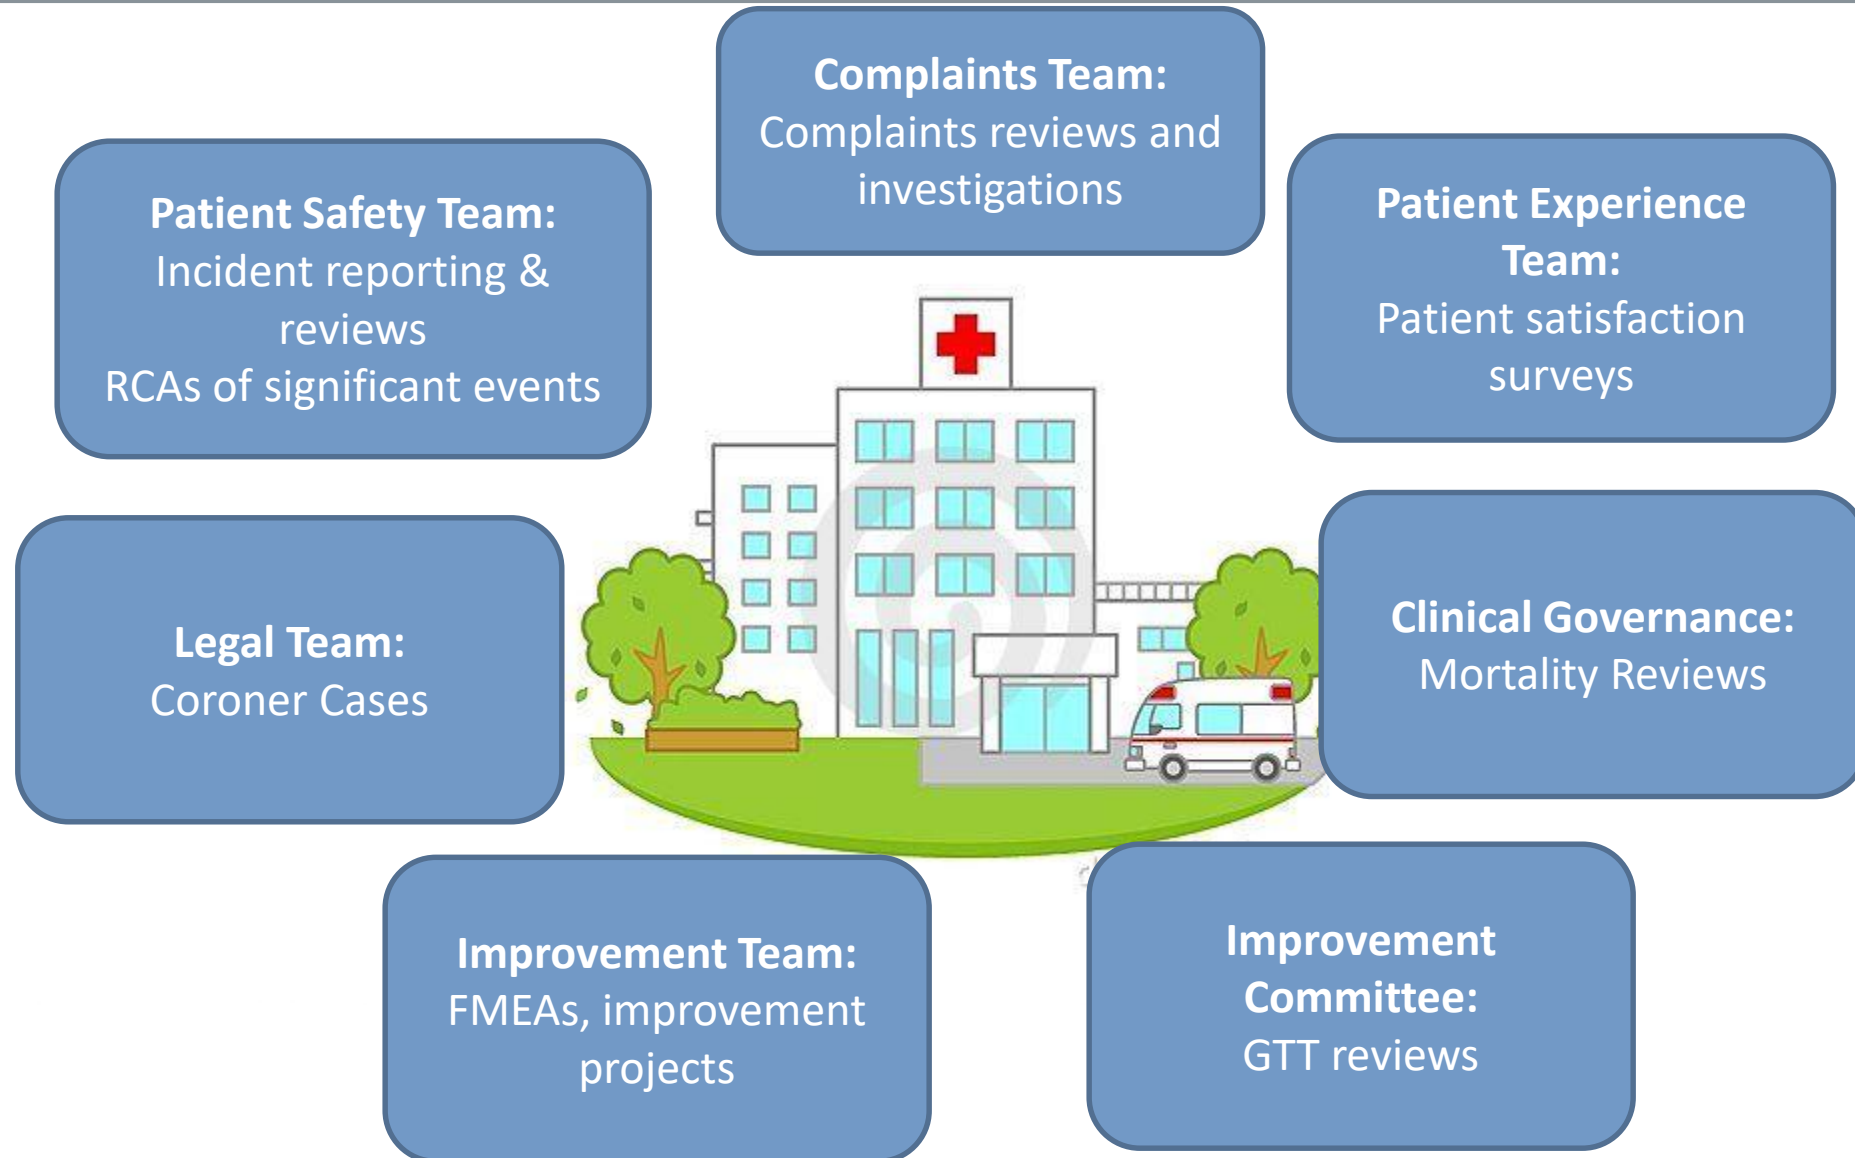 Complaints Team:
Complaints reviews and
investigations
Patient Safety Team:
Incident reporting &
reviews
RCAs of significant events
Patient Experience
Team:
Patient satisfaction
surveys
Legal Team:
Coroner Cases
Clinical Governance:
Mortality Reviews
Improvement Team:
FMEAs, improvement
projects
Improvement
Committee:
GTT reviews